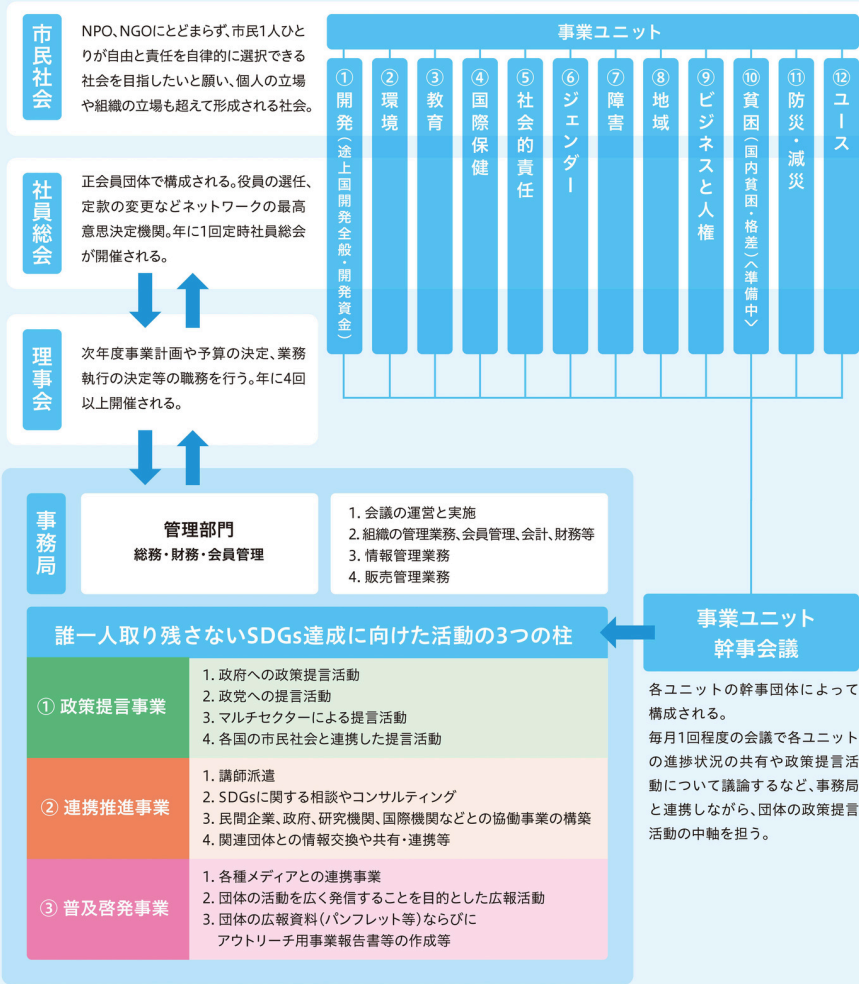 市民社会
NPO、NGOにとどまらず、市民1人ひと
りが自由と責任を自律的に選択できる
社会を目指したいと願い、個人の立場
や組織の立場も超えて形成される社会。
事業ユニット
①開発(途上国開発全般・開発資金)
②環境
③教育
④国際保健
⑤社会的責任
⑥ジェンダー
⑦障害
⑧地域
⑨ビジネスと人権
⑩貧困(国内貧困・格差)〈準備中〉
⑪防災・減災
⑫ユース
社員総会
正会員団体で構成される。役員の選任、
定款の変更などネットワークの最高
意思決定機関。年に1回定時社員総会
が開催される。
理事会
次年度事業計画や予算の決定、業務
執行の決定等の職務を行う。年に4回
以上開催される。
事務局
管理部門
総務・財務・会員管理
1. 会議の運営と実施
2. 組織の管理業務、会員管理、会計、財務等
3. 情報管理業務
4. 販売管理業務
誰一人取り残さないSDGs達成に向けた活動の3つの柱
① 政策提言事業
1. 政府への政策提言活動
2. 政党への提言活動
3. マルチセクターによる提言活動
4. 各国の市民社会と連携した提言活動
② 連携推進事業
1. 講師派遣
2. SDGsに関する相談やコンサルティング
3. 民間企業、政府、研究機関、国際機関などとの協働事業の構築
4. 関連団体との情報交換や共有・連携等
③ 普及啓発事業
1. 各種メディアとの連携事業
2. 団体の活動を広く発信することを目的とした広報活動
3. 団体の広報資料(パンフレット等)ならびに
アウトリーチ用事業報告書等の作成等
事業ユニット
幹事会議
各ユニットの幹事団体によって
構成される。
毎月1回程度の会議で各ユニット
の進捗状況の共有や政策提言活
動について議論するなど、事務局
と連携しながら、団体の政策提言
活動の中軸を担う。